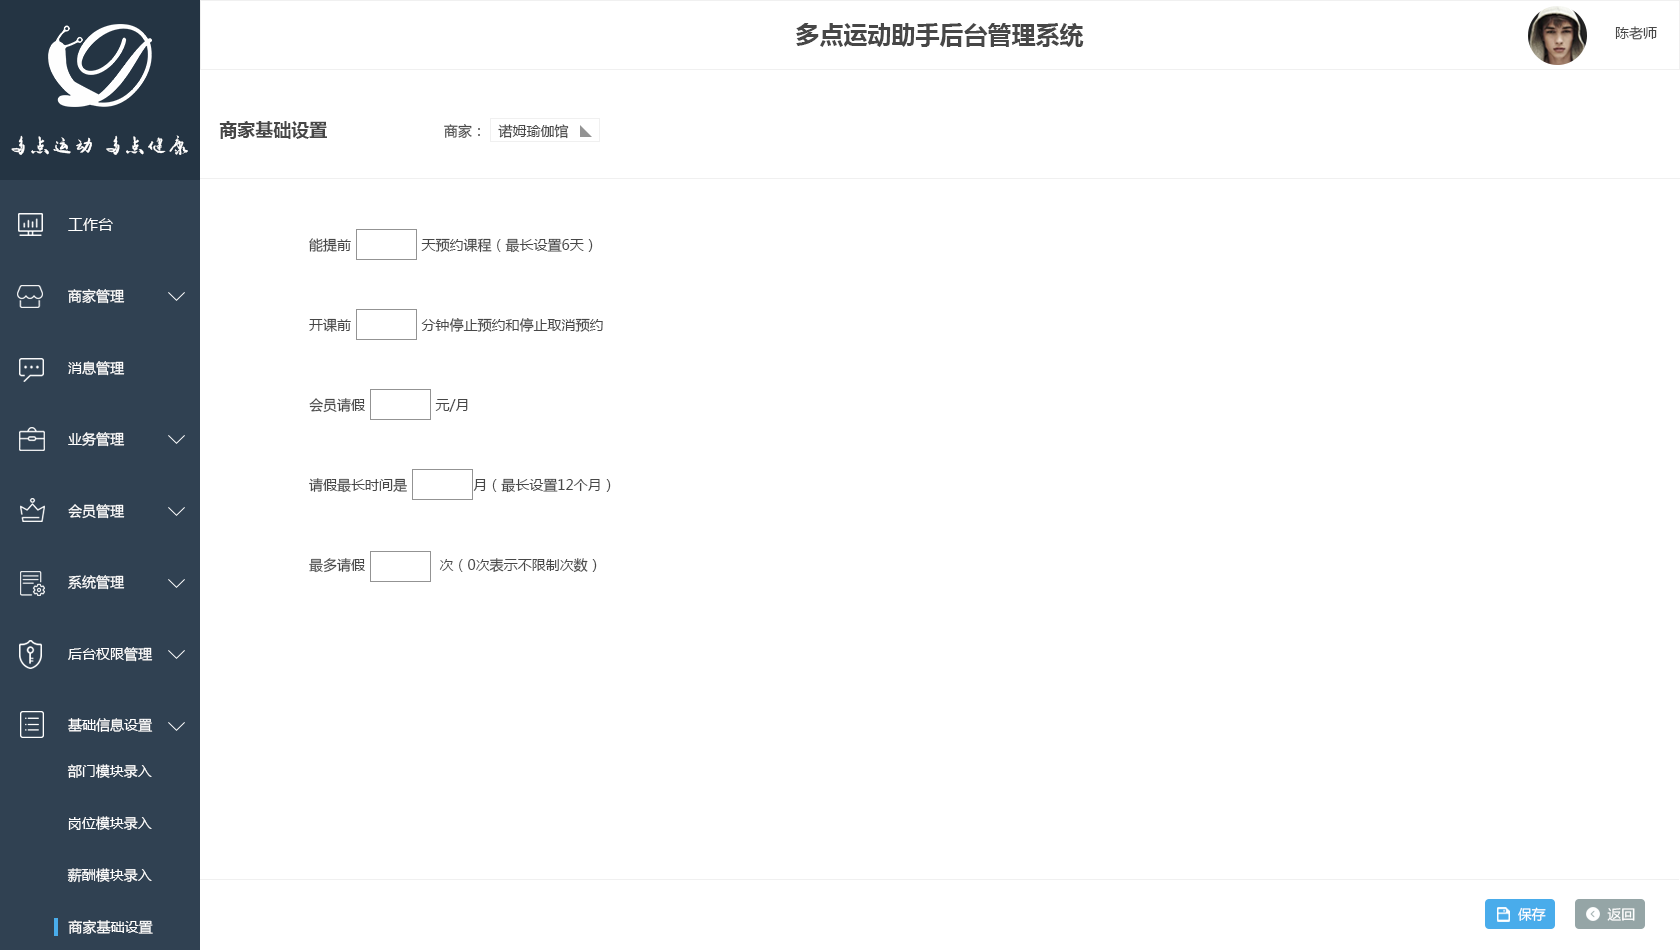 多点运动 多点健康
多点运动助手后台管理系统
陈老师
商家基础设置
商家： 诺姆瑜伽馆
工作台
商家管理
消息管理
业务管理
会员管理
系统管理
后台权限管理
基础信息设置
部门模块录入
岗位模块录入
薪酬模块录入
商家基础设置
能提前 天预约课程（最长设置6天）
开课前 分钟停止预约和停止取消预约
会员请假 元/月
请假最长时间是 月（最长设置12个月）
最多请假 次（0次表示不限制次数）
保存
返回